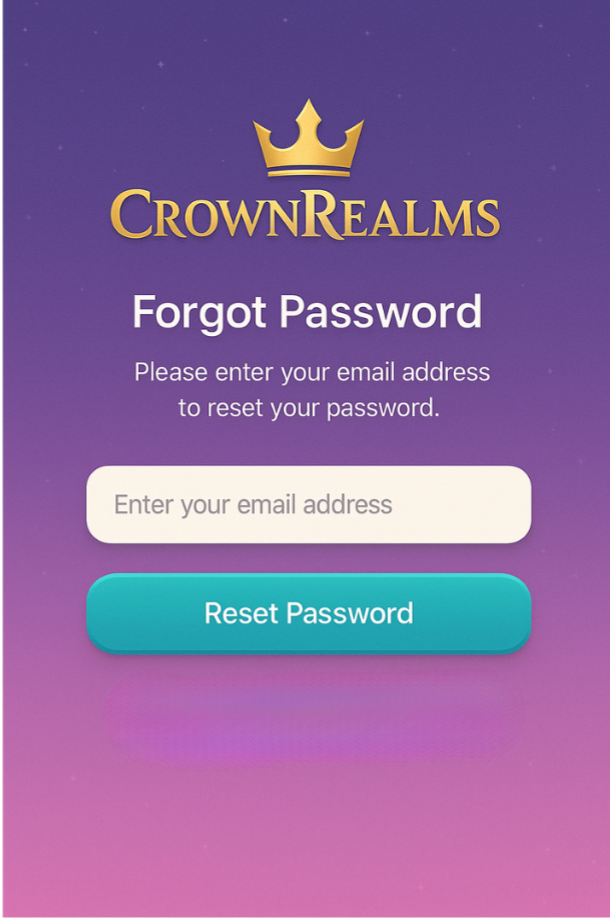 CROWNREALMS
Forgot Password
Please enter your email address
to reset your password.
Enter your email address
Reset Password